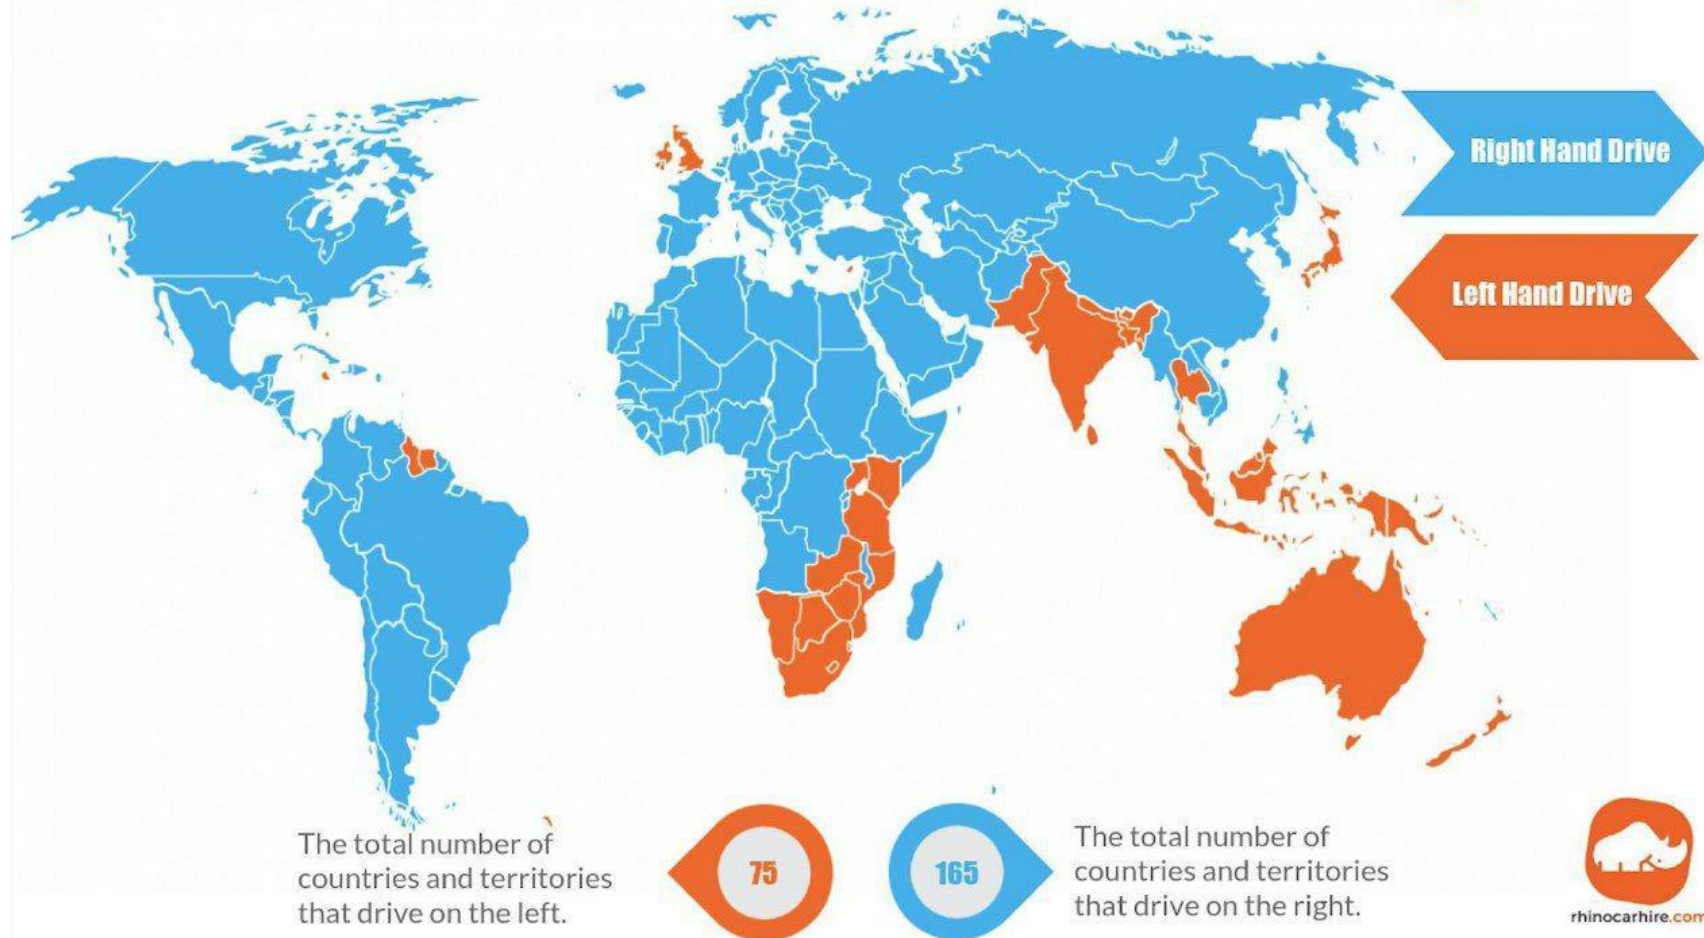 Right Hand Drive
Left Hand Drive
The total number of
countries and territories
that drive on the left.
75
165
The total number of
countries and territories
that drive on the right.
rhinocarhire.com